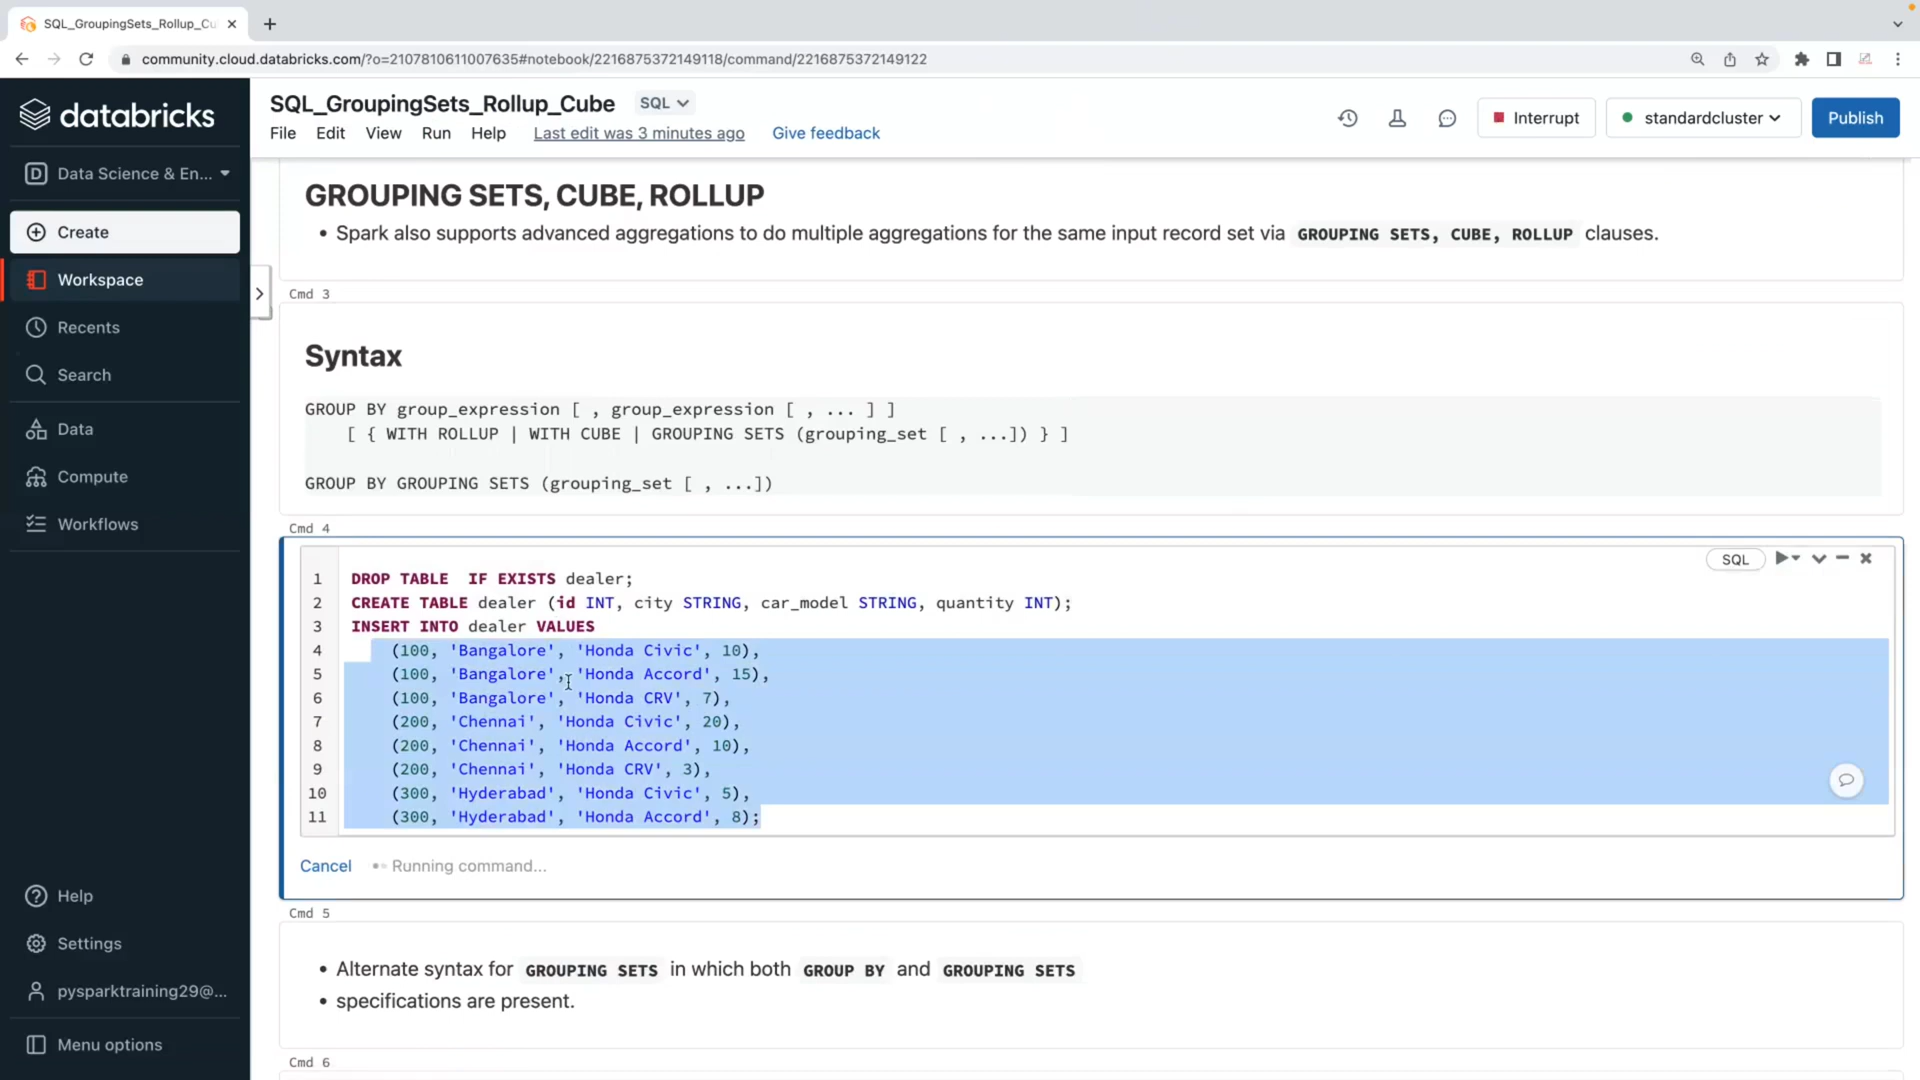 SQL_GroupingSets_Rollup_Cu
community.cloud.databricks.com/?o=2107810611007635#notebook/2216875372149118/command/2216875372149122
databricks
Data Science & En...
Create
Workspace
Recents
Search
Data
Compute
Workflows
Help
Settings
pysparktraining29@...
Menu options
SQL_GroupingSets_Rollup_Cube SQL
File Edit View Run Help Last edit was 3 minutes ago Give feedback
Interrupt standardcluster Publish
GROUPING SETS, CUBE, ROLLUP
• Spark also supports advanced aggregations to do multiple aggregations for the same input record set via GROUPING SETS, CUBE, ROLLUP clauses.
Cmd 3
Syntax
GROUP BY group_expression [ , group_expression [ , ... ] ]
[ { WITH ROLLUP | WITH CUBE | GROUPING SETS (grouping_set [ , ...]) } ]
GROUP BY GROUPING SETS (grouping_set [ , ...])
Cmd 4
SQL
1 DROP TABLE  IF EXISTS dealer;
2 CREATE TABLE dealer (id INT, city STRING, car_model STRING, quantity INT);
3 INSERT INTO dealer VALUES
4 (100, 'Bangalore', 'Honda Civic', 10),
5 (100, 'Bangalore', 'Honda Accord', 15),
6 (100, 'Bangalore', 'Honda CRV', 7),
7 (200, 'Chennai', 'Honda Civic', 20),
8 (200, 'Chennai', 'Honda Accord', 10),
9 (200, 'Chennai', 'Honda CRV', 3),
10 (300, 'Hyderabad', 'Honda Civic', 5),
11 (300, 'Hyderabad', 'Honda Accord', 8);
Cancel Running command...
Cmd 5
• Alternate syntax for GROUPING SETS in which both GROUP BY and GROUPING SETS
• specifications are present.
Cmd 6